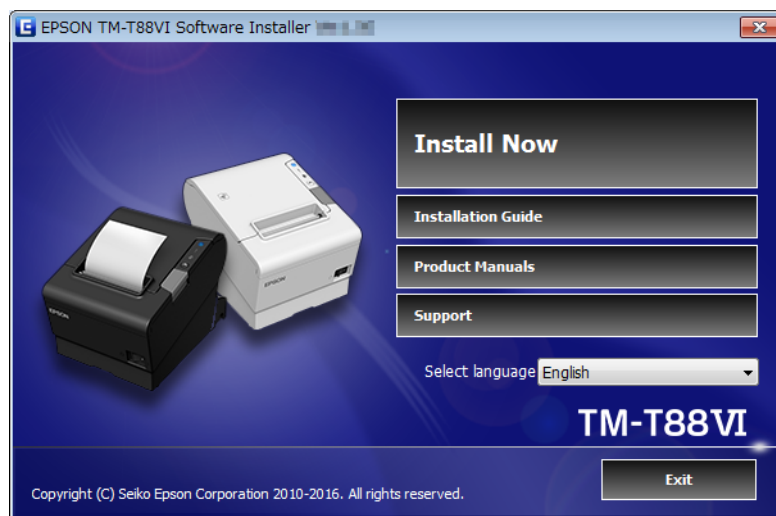 EPSON TM-T88VI Software Installer
Install Now
Installation Guide
Product Manuals
Support
Select language English
TM-T88VI
Exit
Copyright (C) Seiko Epson Corporation 2010-2016. All rights reserved.
EPSON
EPSON